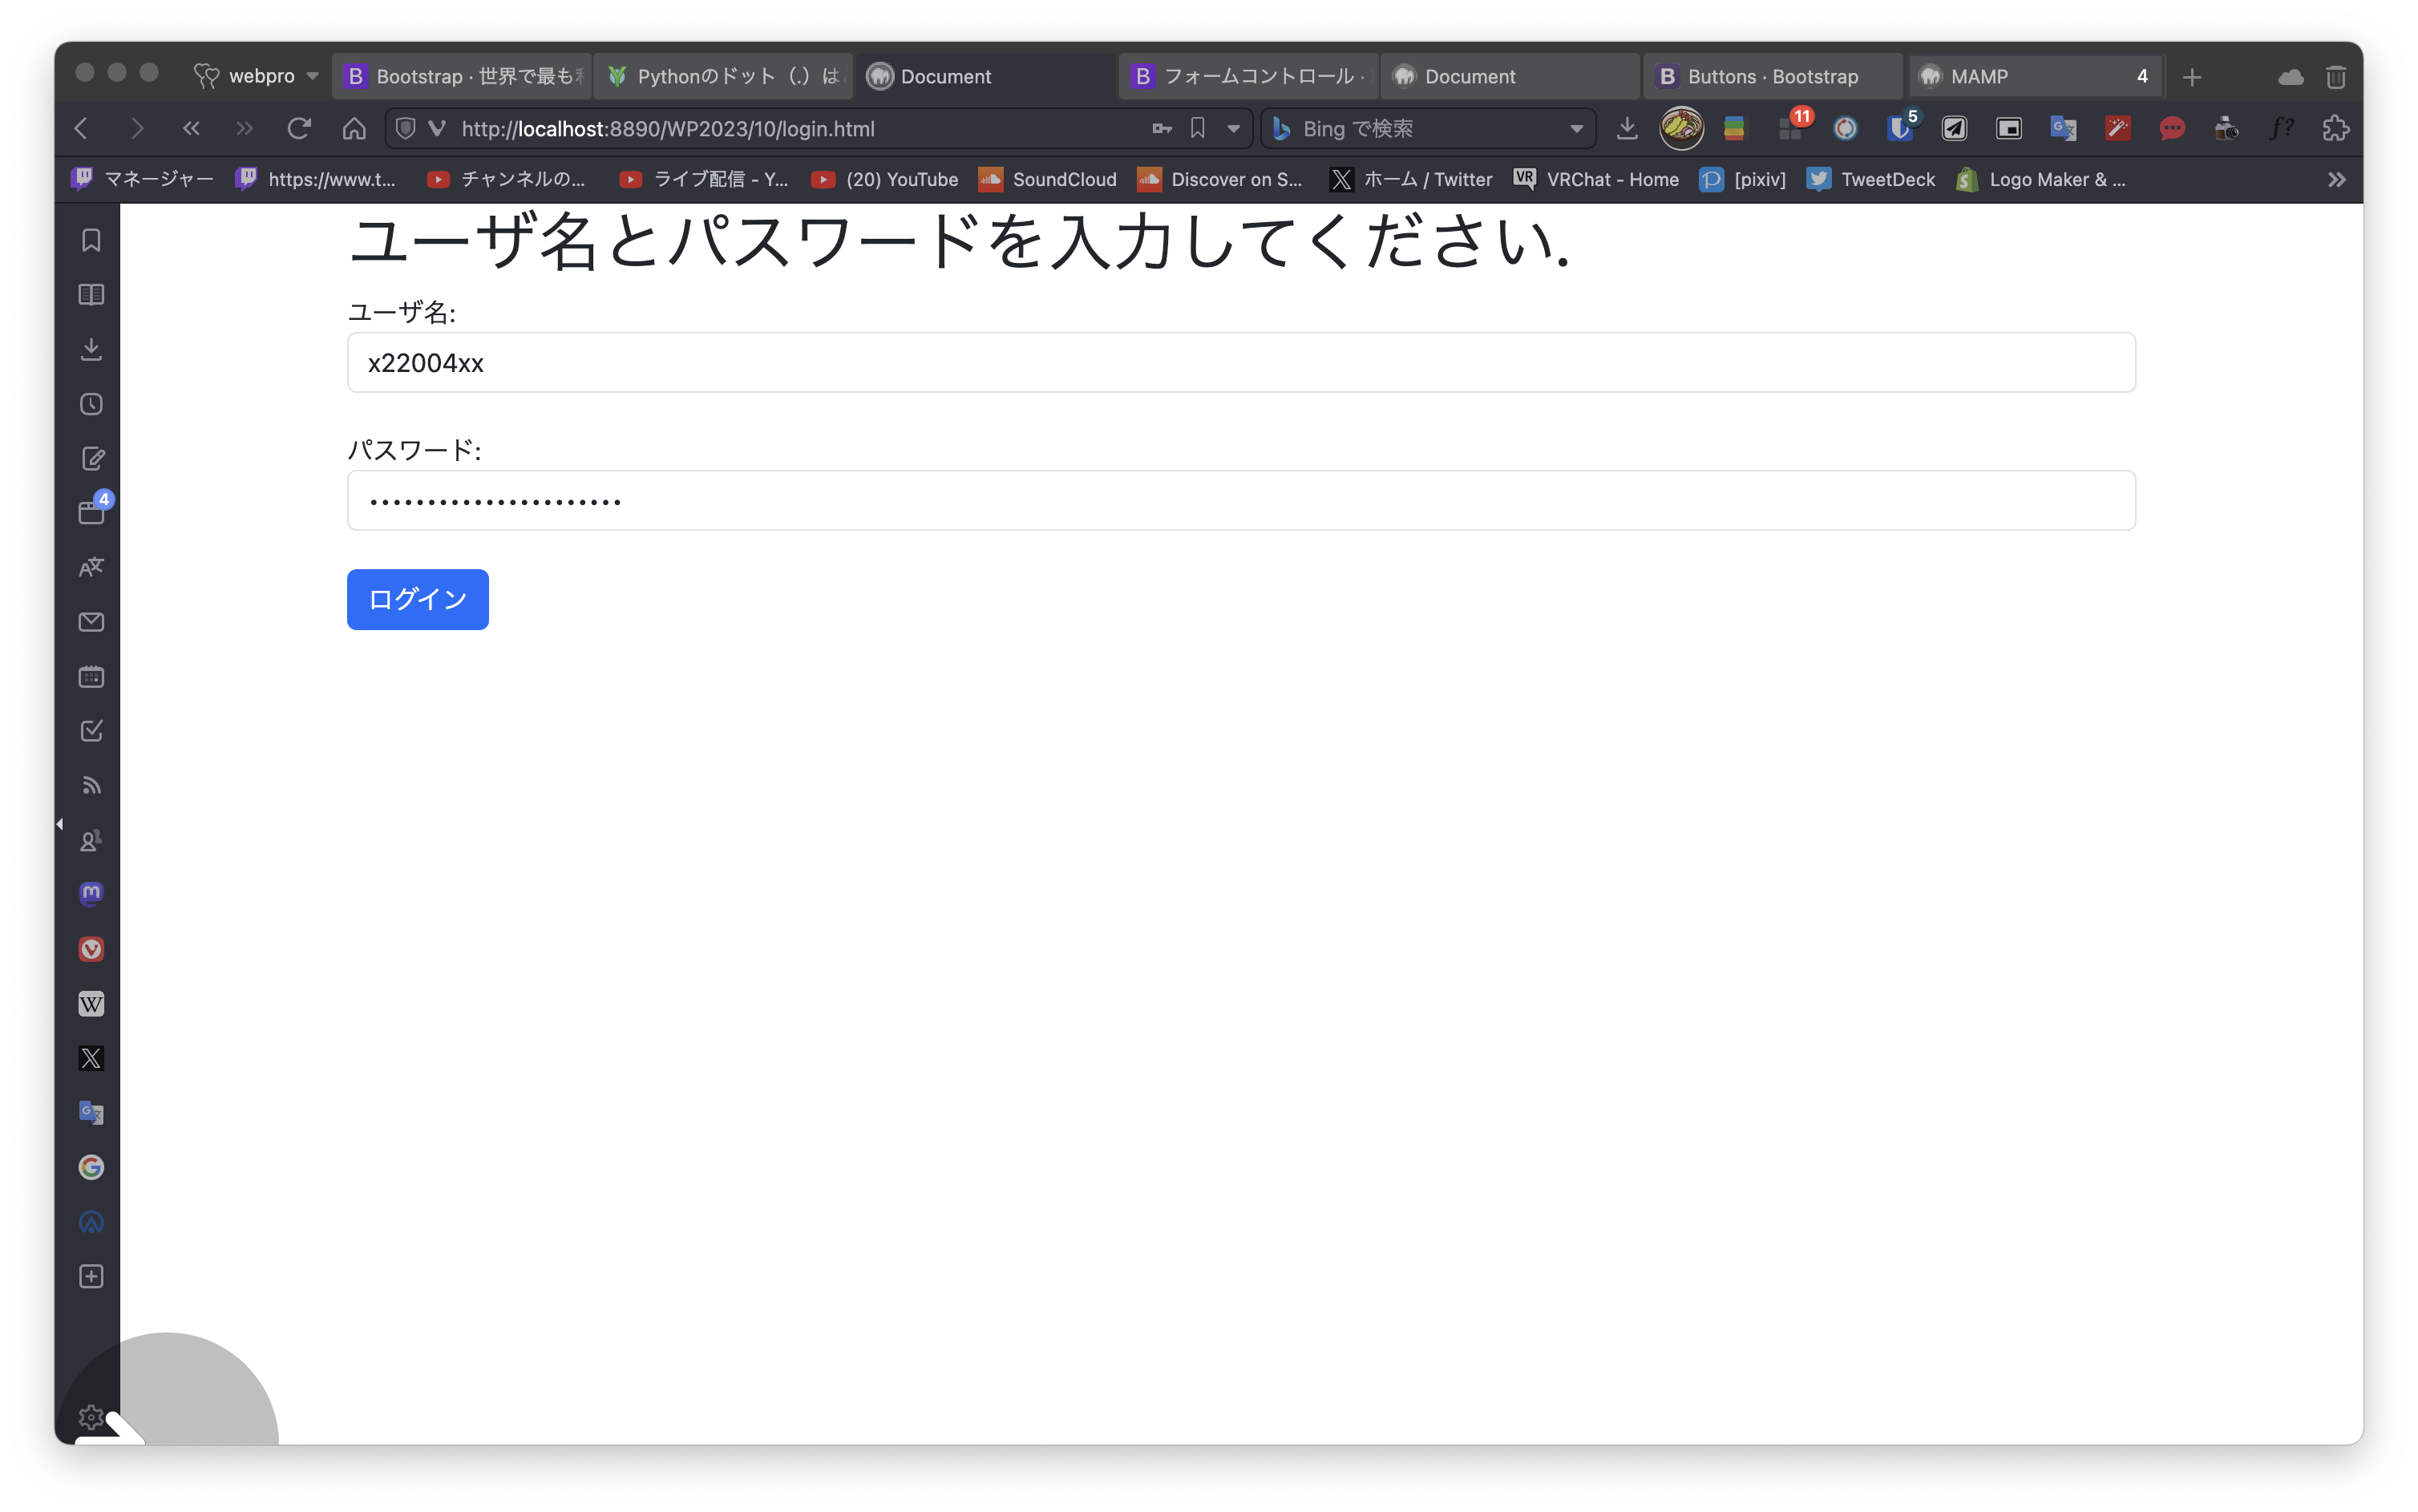 webpro
Bootstrap · 世界で最も
Pythonのドット（.）は
Document
フォームコントロール ·
Document
Buttons · Bootstrap
MAMP
4
http://localhost:8890/WP2023/10/login.html
Bing で検索
11
5
マネージャー
https://www.t...
チャンネルの...
ライブ配信 - Y...
(20) YouTube
SoundCloud
Discover on S...
ホーム / Twitter
VRChat - Home
[pixiv]
TweetDeck
Logo Maker & ...
4
ユーザ名とパスワードを入力してください.
ユーザ名:
x22004xx
パスワード:
••••••••••••••••••••••
ログイン